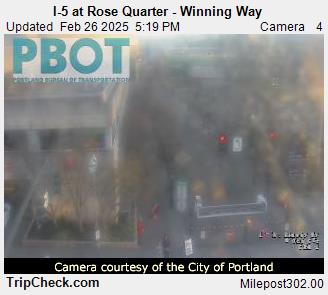 I-5 at Rose Quarter - Winning Way
Updated Feb 26 2025 5:19 PM Camera 4
PBOT
PORTLAND BUREAU OF TRANSPORTATION
Camera courtesy of the City of Portland
TripCheck.com Milepost302.00